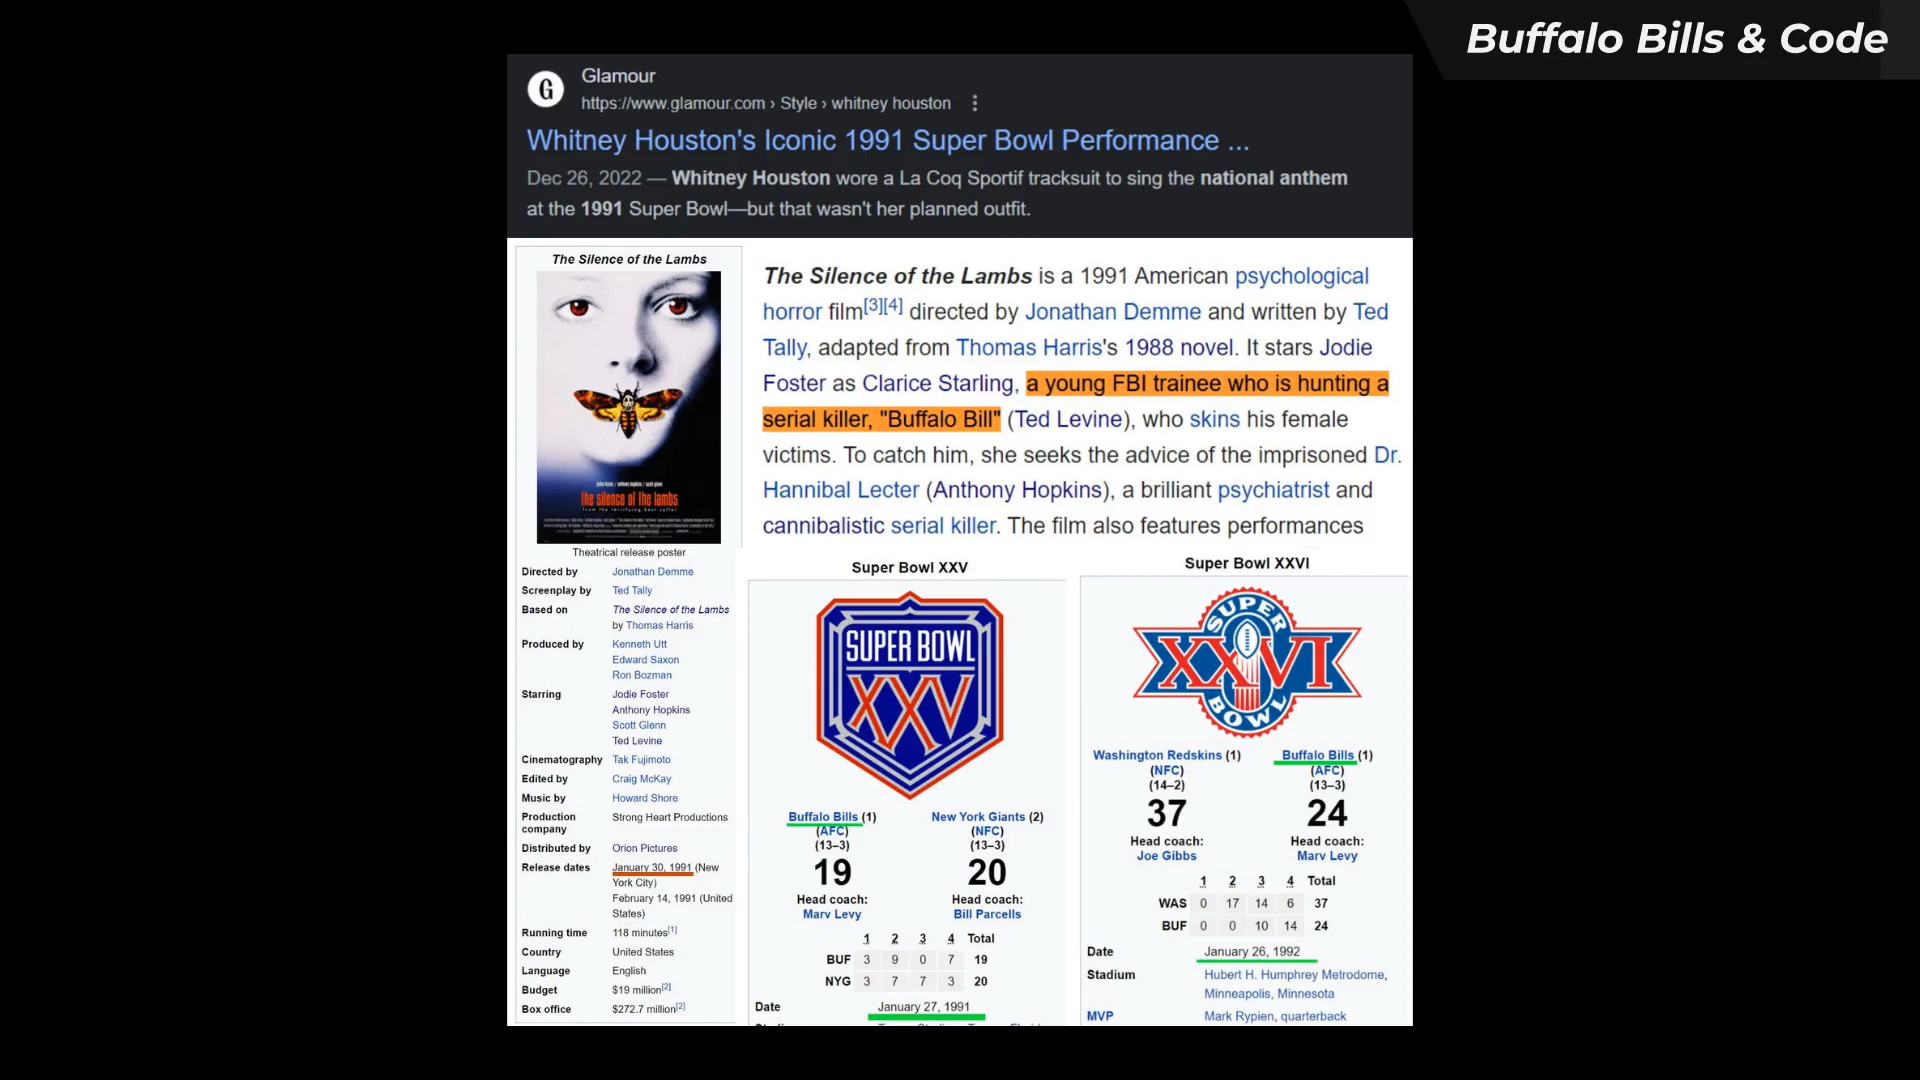 Buffalo Bills & Code
G
Glamour
https://www.glamour.com › Style › whitney houston
Whitney Houston's Iconic 1991 Super Bowl Performance ...
Dec 26, 2022 — Whitney Houston wore a La Coq Sportif tracksuit to sing the national anthem
at the 1991 Super Bowl—but that wasn't her planned outfit.
The Silence of the Lambs
the silence of the lambs
Theatrical release poster
Directed by Jonathan Demme
Screenplay by Ted Tally
Based on The Silence of the Lambs
by Thomas Harris
Produced by Kenneth Utt
Edward Saxon
Ron Bozman
Starring Jodie Foster
Anthony Hopkins
Scott Glenn
Ted Levine
Cinematography Tak Fujimoto
Edited by Craig McKay
Music by Howard Shore
Production company Strong Heart Productions
Distributed by Orion Pictures
Release dates January 30, 1991 (New
York City)
February 14, 1991 (United
States)
Running time 118 minutes[1]
Country United States
Language English
Budget $19 million[2]
Box office $272.7 million[2]
The Silence of the Lambs is a 1991 American psychological
horror film[3][4] directed by Jonathan Demme and written by Ted
Tally, adapted from Thomas Harris's 1988 novel. It stars Jodie
Foster as Clarice Starling, a young FBI trainee who is hunting a
serial killer, "Buffalo Bill" (Ted Levine), who skins his female
victims. To catch him, she seeks the advice of the imprisoned Dr.
Hannibal Lecter (Anthony Hopkins), a brilliant psychiatrist and
cannibalistic serial killer. The film also features performances
Super Bowl XXV
SUPER BOWL
XXV
Buffalo Bills (1) New York Giants (2)
(AFC) (NFC)
(13–3) (13–3)
19 20
Head coach: Head coach:
Marv Levy Bill Parcells
1 2 3 4 Total
BUF 3 9 0 7 19
NYG 3 7 7 3 20
Date January 27, 1991
Super Bowl XXVI
SUPER
XXVI
BOWL
Washington Redskins (1) Buffalo Bills (1)
(NFC) (AFC)
(14–2) (13–3)
37 24
Head coach: Head coach:
Joe Gibbs Marv Levy
1 2 3 4 Total
WAS 0 17 14 6 37
BUF 0 0 10 14 24
Date January 26, 1992
Stadium Hubert H. Humphrey Metrodome,
Minneapolis, Minnesota
MVP Mark Rypien, quarterback